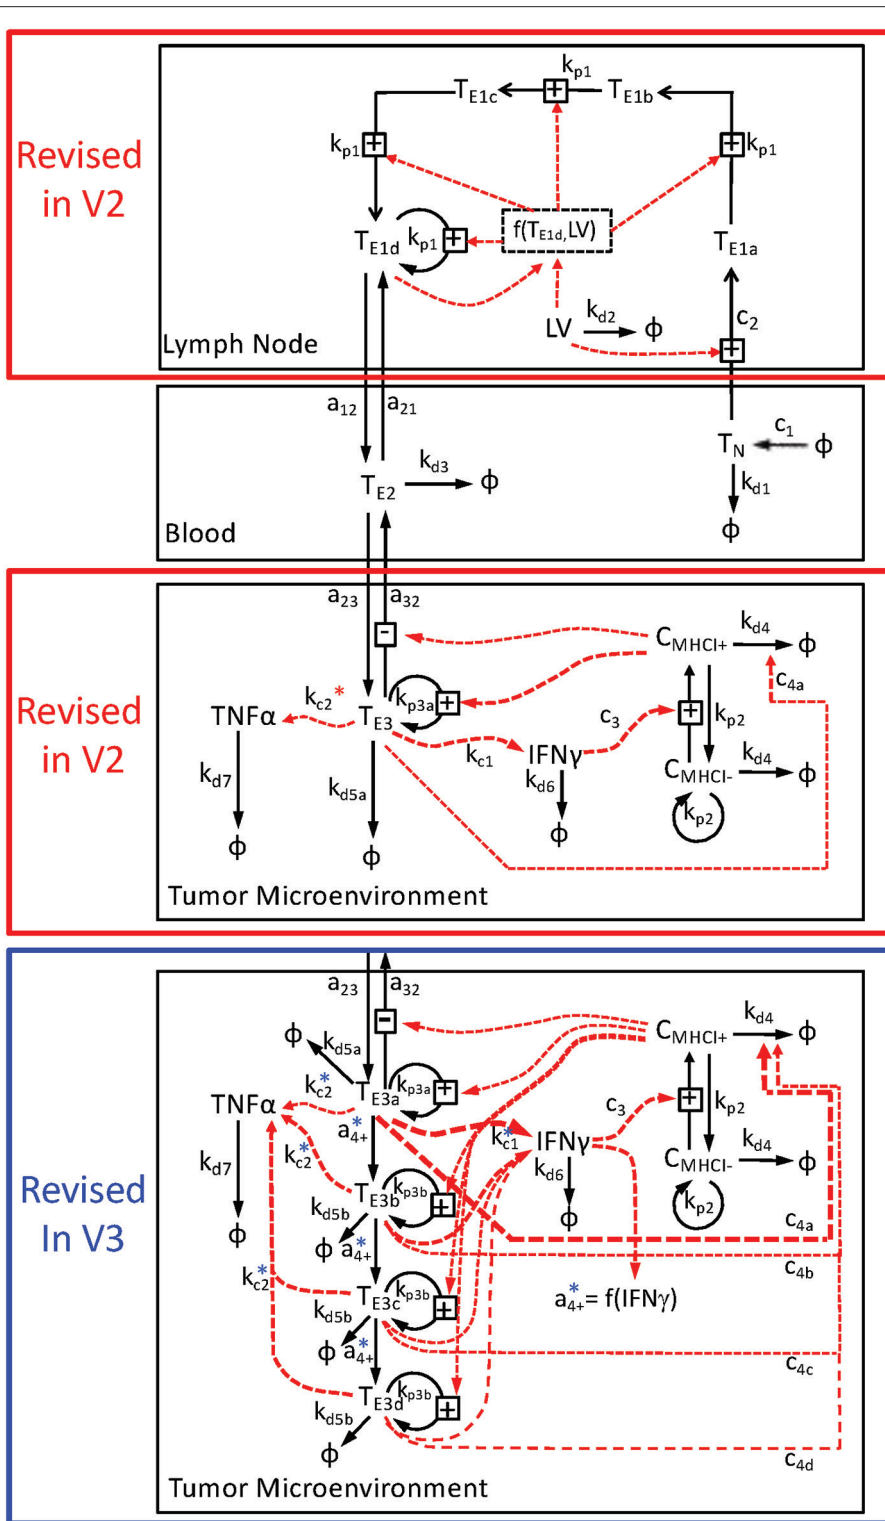 Revised
in V2
k_p1
T_E1c
T_E1b
k_p1
k_p1
f(T_E1d,LV)
T_E1d
k_p1
T_E1a
LV
k_d2
ϕ
c_2
Lymph Node
a_12
a_21
T_N
c_1
ϕ
k_d3
T_E2
ϕ
k_d1
ϕ
Blood
Revised
in V2
a_23
a_32
C_MHCI+
k_d4
ϕ
k_c2*
k_p3a
c_4a
TNFα
T_E3
c_3
k_p2
k_c1
IFNγ
k_d7
k_d5a
k_d6
C_MHCI-
k_d4
ϕ
k_p2
ϕ
ϕ
ϕ
Tumor Microenvironment
Revised
In V3
a_23
a_32
C_MHCI+
k_d4
ϕ
ϕ
k_d5a
k_p3a
k_c2*
T_E3a
TNFα
c_3
k_p2
a_4+*
k_c1*
IFNγ
k_c2*
k_d7
k_d6
C_MHCI-
k_d4
ϕ
T_E3b
k_p3b
k_p2
k_d5b
ϕ
ϕ
c_4a
ϕ
a_4+*
c_4b
k_c2*
T_E3c
k_p3b
a_4+*= f(IFNγ)
k_d5b
ϕ
a_4+*
c_4c
T_E3d
k_p3b
k_d5b
ϕ
c_4d
Tumor Microenvironment